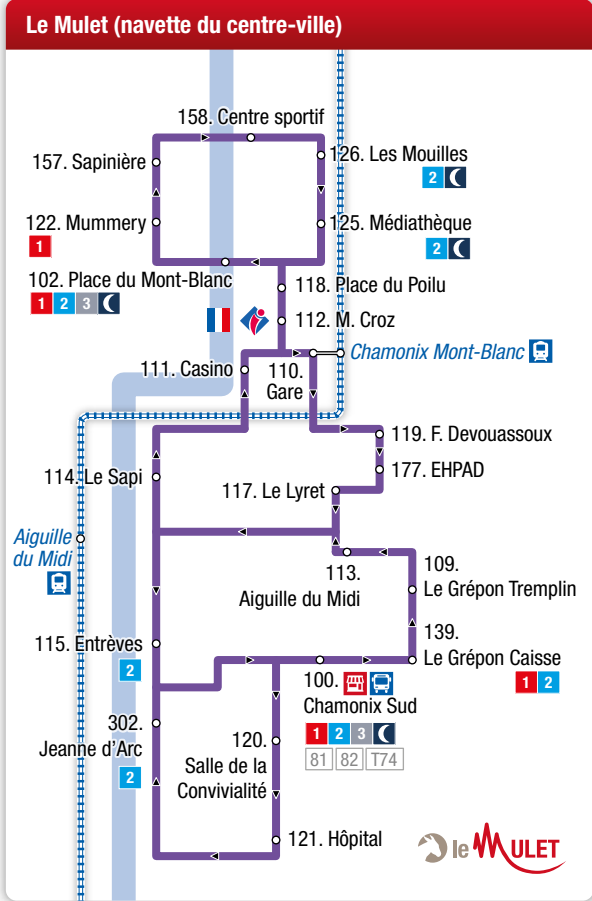 Le Mulet (navette du centre-ville)
158. Centre sportif
157. Sapinière
126. Les Mouilles
2
122. Mummery
1
125. Médiathèque
2
102. Place du Mont-Blanc
1 2 3
118. Place du Poilu
112. M. Croz
Chamonix Mont-Blanc
111. Casino
110.
Gare
119. F. Devouassoux
177. EHPAD
114. Le Sapi
117. Le Lyret
Aiguille
du Midi
113.
Aiguille du Midi
109.
Le Grépon Tremplin
115. Entrèves
2
139.
Le Grépon Caisse
1 2
100.
Chamonix Sud
1 2 3
81 82 T74
302.
Jeanne d'Arc
2
120.
Salle de la
Convivialité
121. Hôpital
le MULET